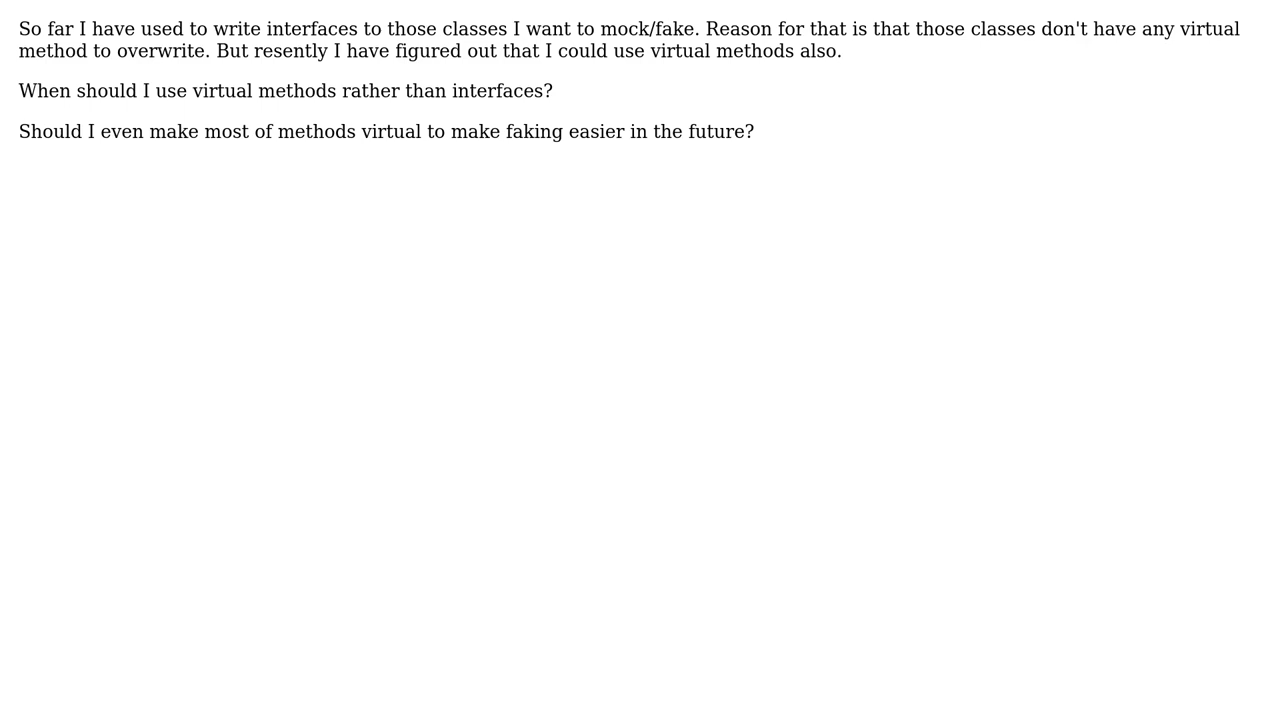 So far I have used to write interfaces to those classes I want to mock/fake. Reason for that is that those classes don't have any virtual
method to overwrite. But resently I have figured out that I could use virtual methods also.
When should I use virtual methods rather than interfaces?
Should I even make most of methods virtual to make faking easier in the future?